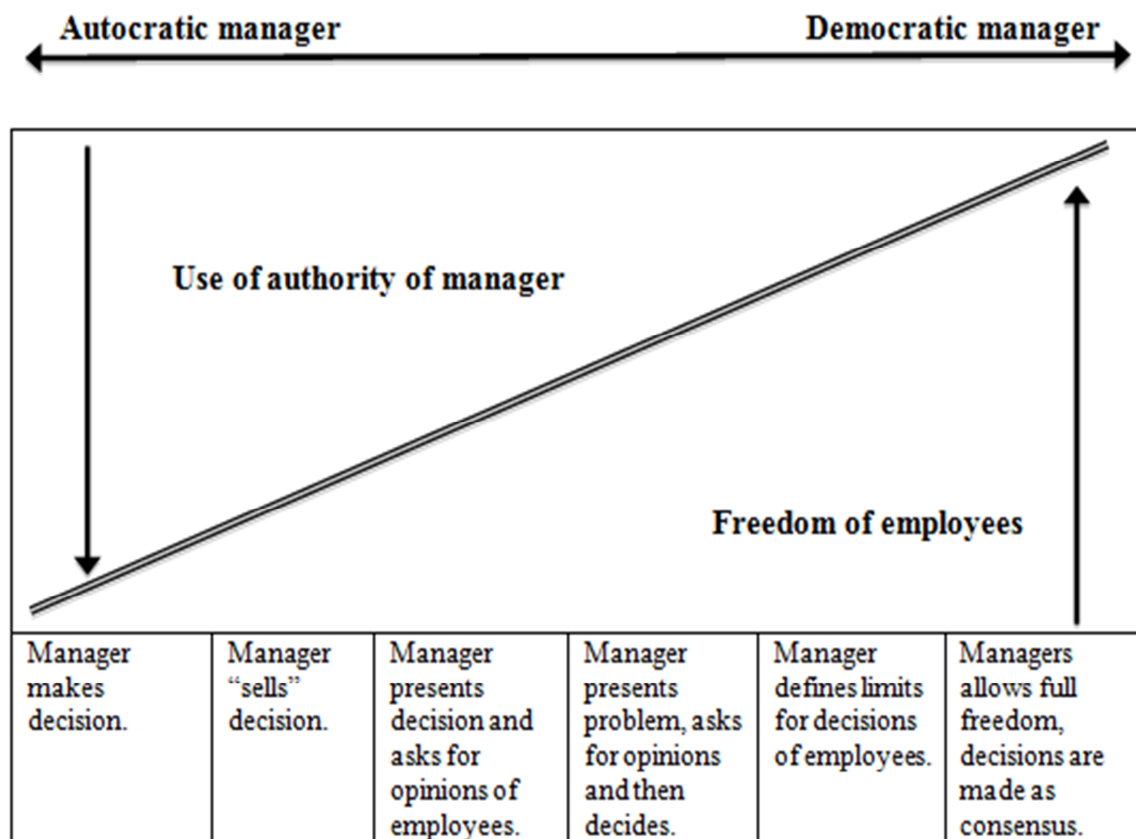 Autocratic manager
Democratic manager
Use of authority of manager
Freedom of employees
Manager
makes
decision.
Manager
“sells”
decision.
Manager
presents
decision and
asks for
opinions of
employees.
Manager
presents
problem, asks
for opinions
and then
decides.
Manager
defines limits
for decisions
of employees.
Managers
allows full
freedom,
decisions are
made as
consensus.